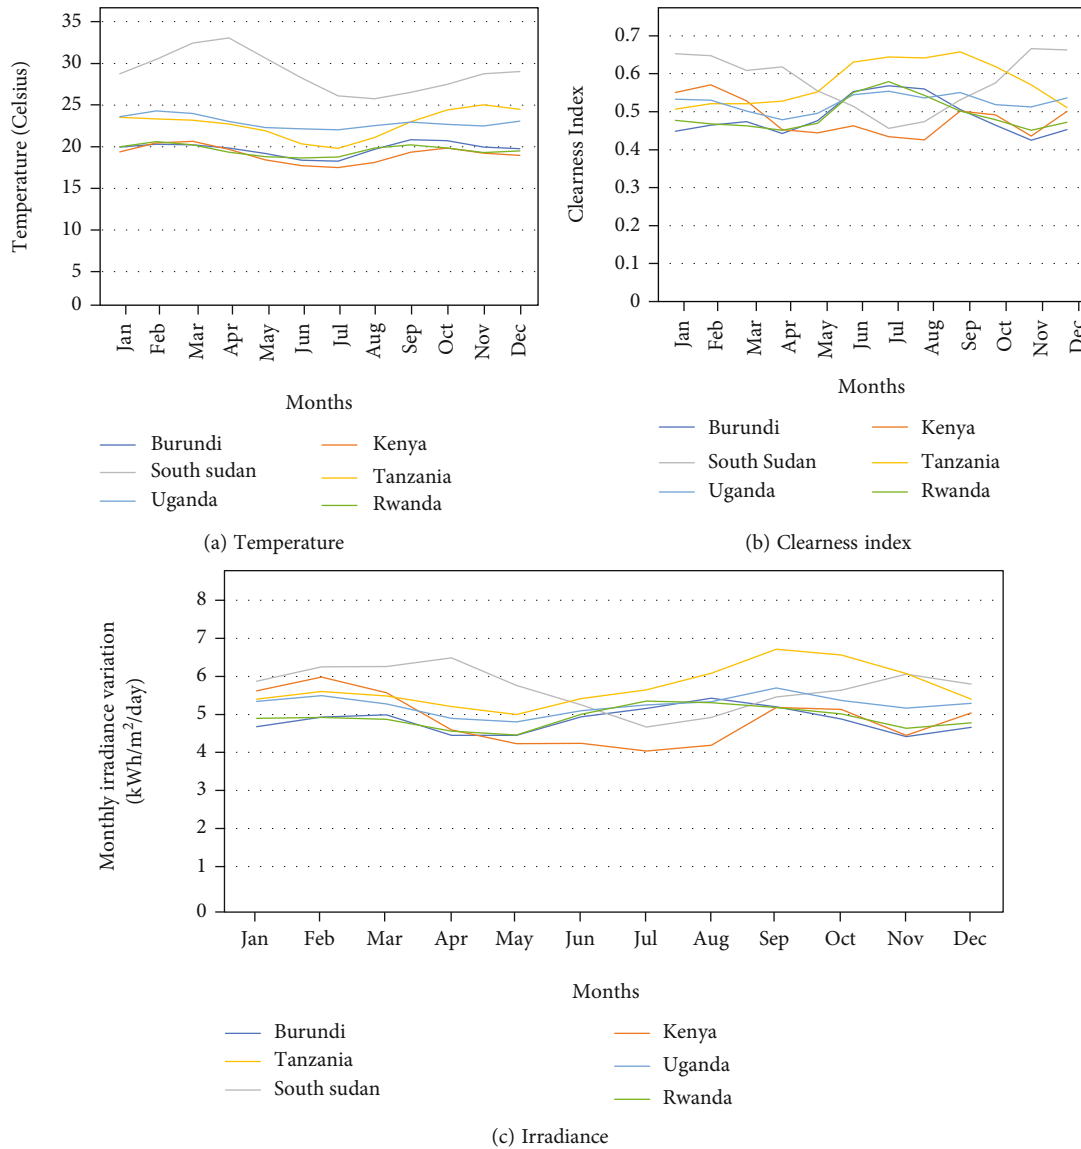 35
30
25
20
15
10
5
0
Temperature (Celsius)
Jan
Feb
Mar
Apr
May
Jun
Jul
Aug
Sep
Oct
Nov
Dec
Months
Burundi
Kenya
South sudan
Tanzania
Uganda
Rwanda
(a) Temperature
0.7
0.6
0.5
0.4
0.3
0.2
0.1
0
Clearness Index
Jan
Feb
Mar
Apr
May
Jun
Jul
Aug
Sep
Oct
Nov
Dec
Months
Burundi
Kenya
South Sudan
Tanzania
Uganda
Rwanda
(b) Clearness index
8
7
6
5
4
3
2
1
0
Monthly irradiance variation
(kWh/m²/day)
Jan
Feb
Mar
Apr
May
Jun
Jul
Aug
Sep
Oct
Nov
Dec
Months
Burundi
Kenya
Tanzania
Uganda
South sudan
Rwanda
(c) Irradiance